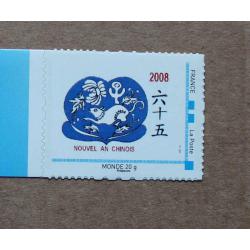 2008
六十五
NOUVEL AN CHINOIS
MONDE 20 g
FRANCE
La Poste